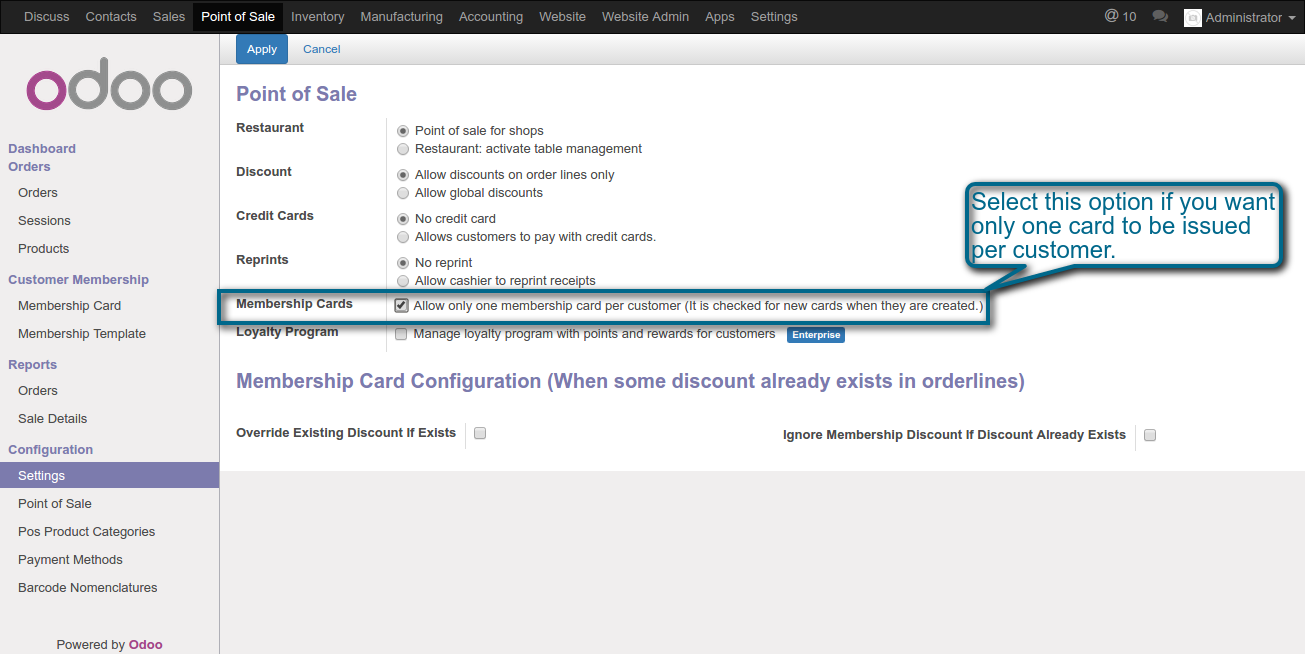 Discuss Contacts Sales Point of Sale Inventory Manufacturing Accounting Website Website Admin Apps Settings @ 10 Administrator
odoo
Apply Cancel
Dashboard
Orders
Orders
Sessions
Products
Customer Membership
Membership Card
Membership Template
Reports
Orders
Sale Details
Configuration
Settings
Point of Sale
Pos Product Categories
Payment Methods
Barcode Nomenclatures
Powered by Odoo
Point of Sale
Restaurant
Point of sale for shops
Restaurant: activate table management
Discount
Allow discounts on order lines only
Allow global discounts
Credit Cards
No credit card
Allows customers to pay with credit cards.
Reprints
No reprint
Allow cashier to reprint receipts
Membership Cards
Allow only one membership card per customer (It is checked for new cards when they are created.)
Loyalty Program
Manage loyalty program with points and rewards for customers Enterprise
Select this option if you want
only one card to be issued
per customer.
Membership Card Configuration (When some discount already exists in orderlines)
Override Existing Discount If Exists
Ignore Membership Discount If Discount Already Exists